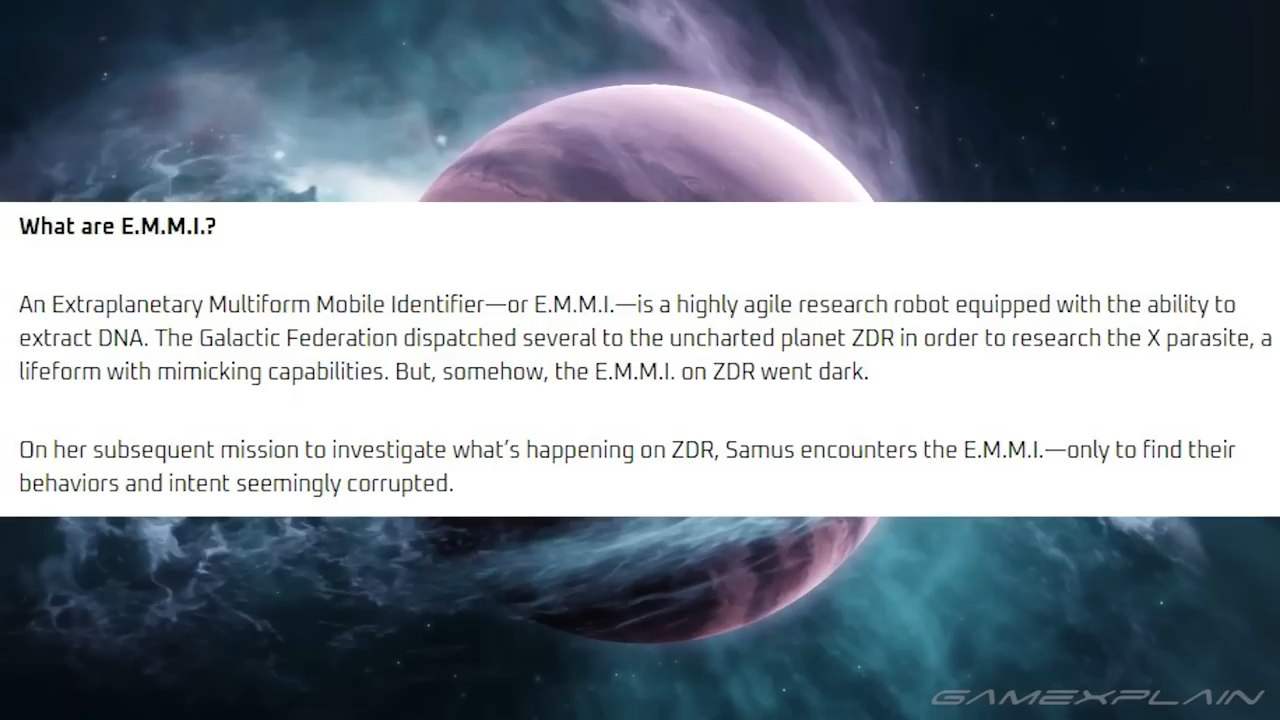 What are E.M.M.I.?
An Extraplanetary Multiform Mobile Identifier—or E.M.M.I.—is a highly agile research robot equipped with the ability to
extract DNA. The Galactic Federation dispatched several to the uncharted planet ZDR in order to research the X parasite, a
lifeform with mimicking capabilities. But, somehow, the E.M.M.I. on ZDR went dark.
On her subsequent mission to investigate what’s happening on ZDR, Samus encounters the E.M.M.I.—only to find their
behaviors and intent seemingly corrupted.
GAMEXPLAIN